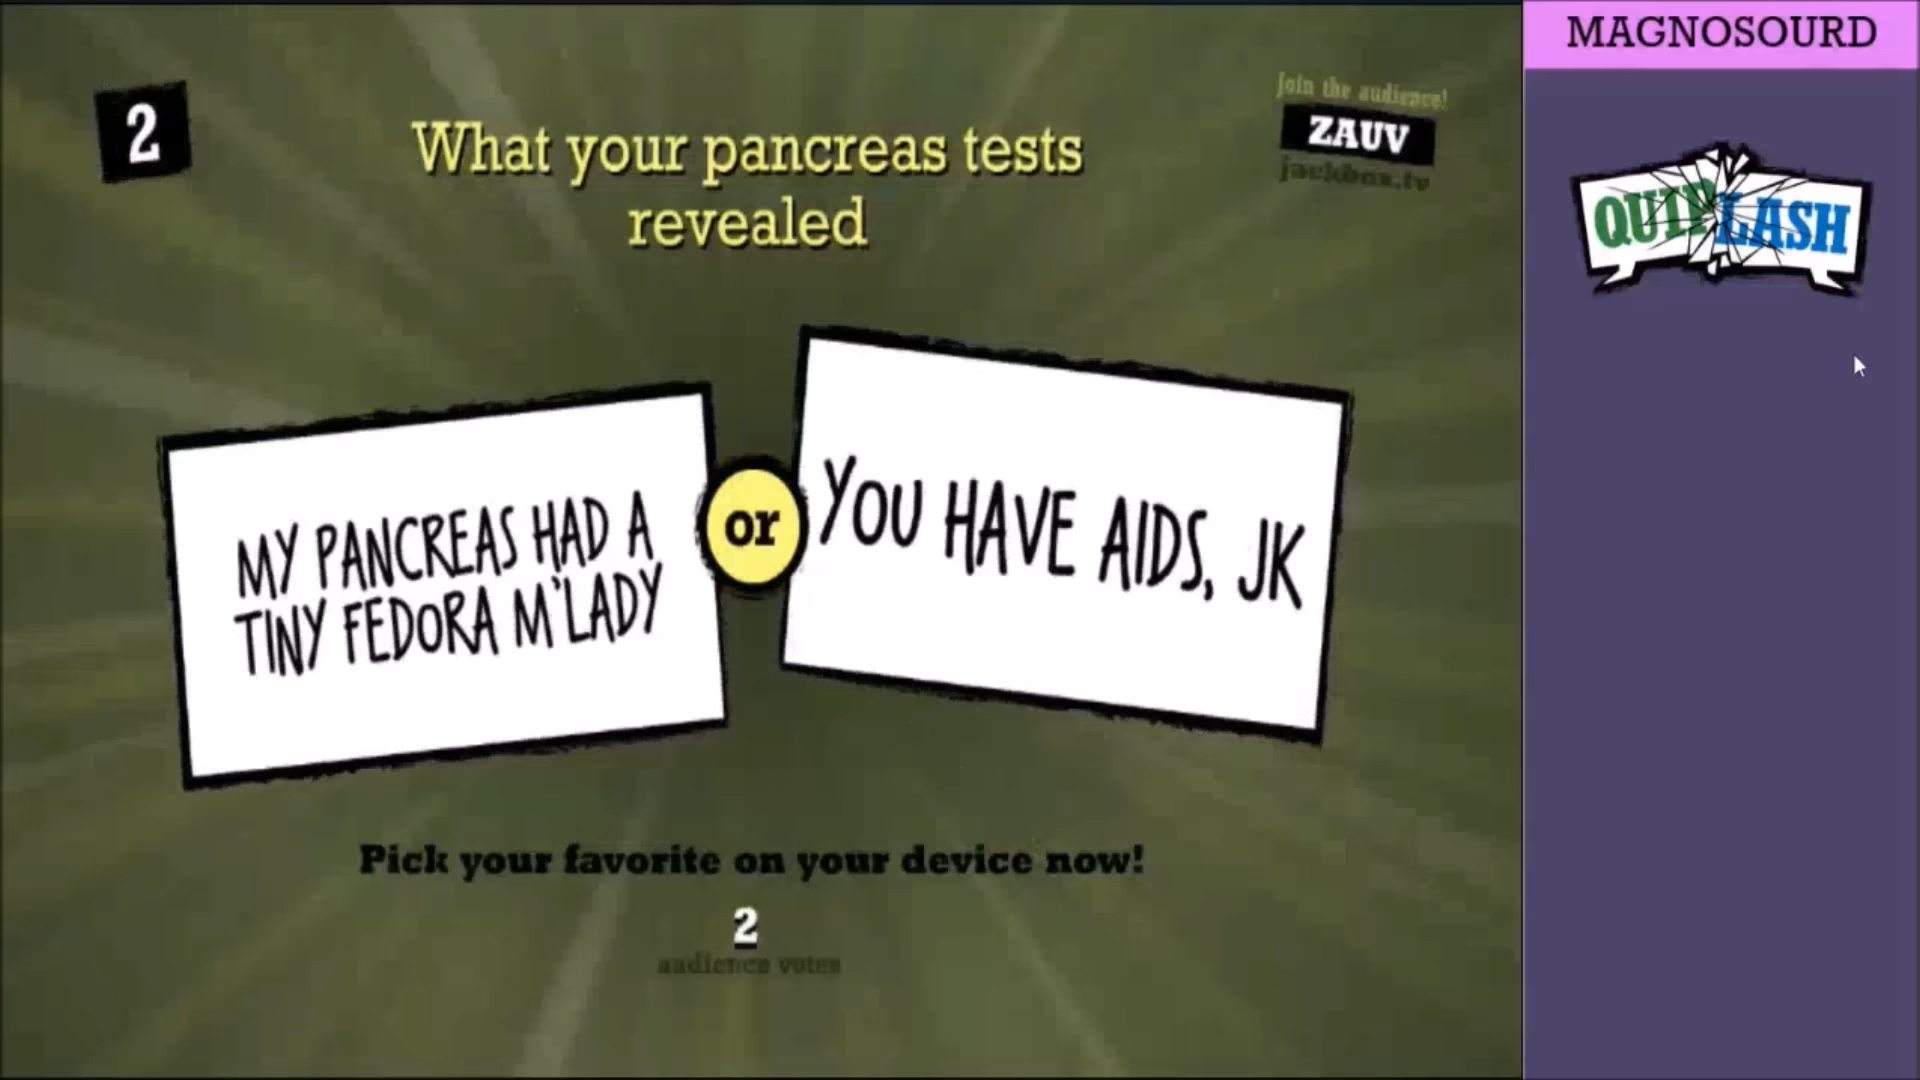 MAGNOSOURD
2
Join the audience!
ZAUV
jackbox.tv
What your pancreas tests
revealed
QUIPLASH
MY PANCREAS HAD A
TINY FEDORA M'LADY
or
YOU HAVE AIDS, JK
Pick your favorite on your device now!
2
audience votes